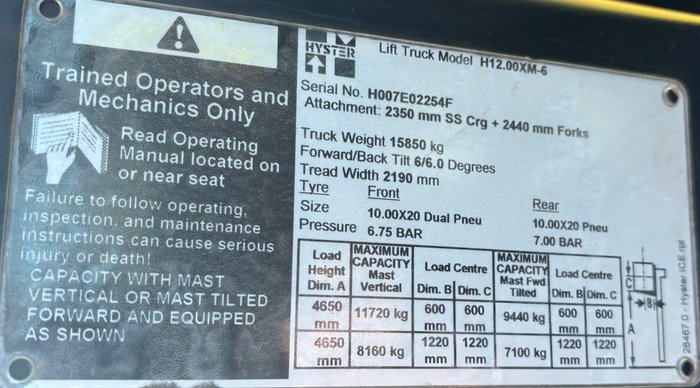 Trained Operators and
Mechanics Only
Read Operating
Manual located on
or near seat
Failure to follow operating,
inspection, and maintenance
instructions can cause serious
injury or death!
CAPACITY WITH MAST
VERTICAL OR MAST TILTED
FORWARD AND EQUIPPED
AS SHOWN
HYSTER
Lift Truck Model H12.00XM-6
Serial No. H007E02254F
Attachment: 2350 mm SS Crg + 2440 mm Forks
Truck Weight 15850 kg
Forward/Back Tilt 6/6.0 Degrees
Tread Width 2190 mm
Tyre Front Rear
Size 10.00X20 Dual Pneu 10.00X20 Pneu
Pressure 6.75 BAR 7.00 BAR
Load Height Dim. A MAXIMUM CAPACITY Mast Vertical Load Centre Dim. B Dim. C MAXIMUM CAPACITY Mast Fwd Tilted Load Centre Dim. B Dim. C
4650 mm 11720 kg 600 mm 600 mm 9440 kg 600 mm 600 mm
4650 mm 8160 kg 1220 mm 1220 mm 7100 kg 1220 mm 1220 mm
C
B
A
28467.0 - Hyster ICE.rpt